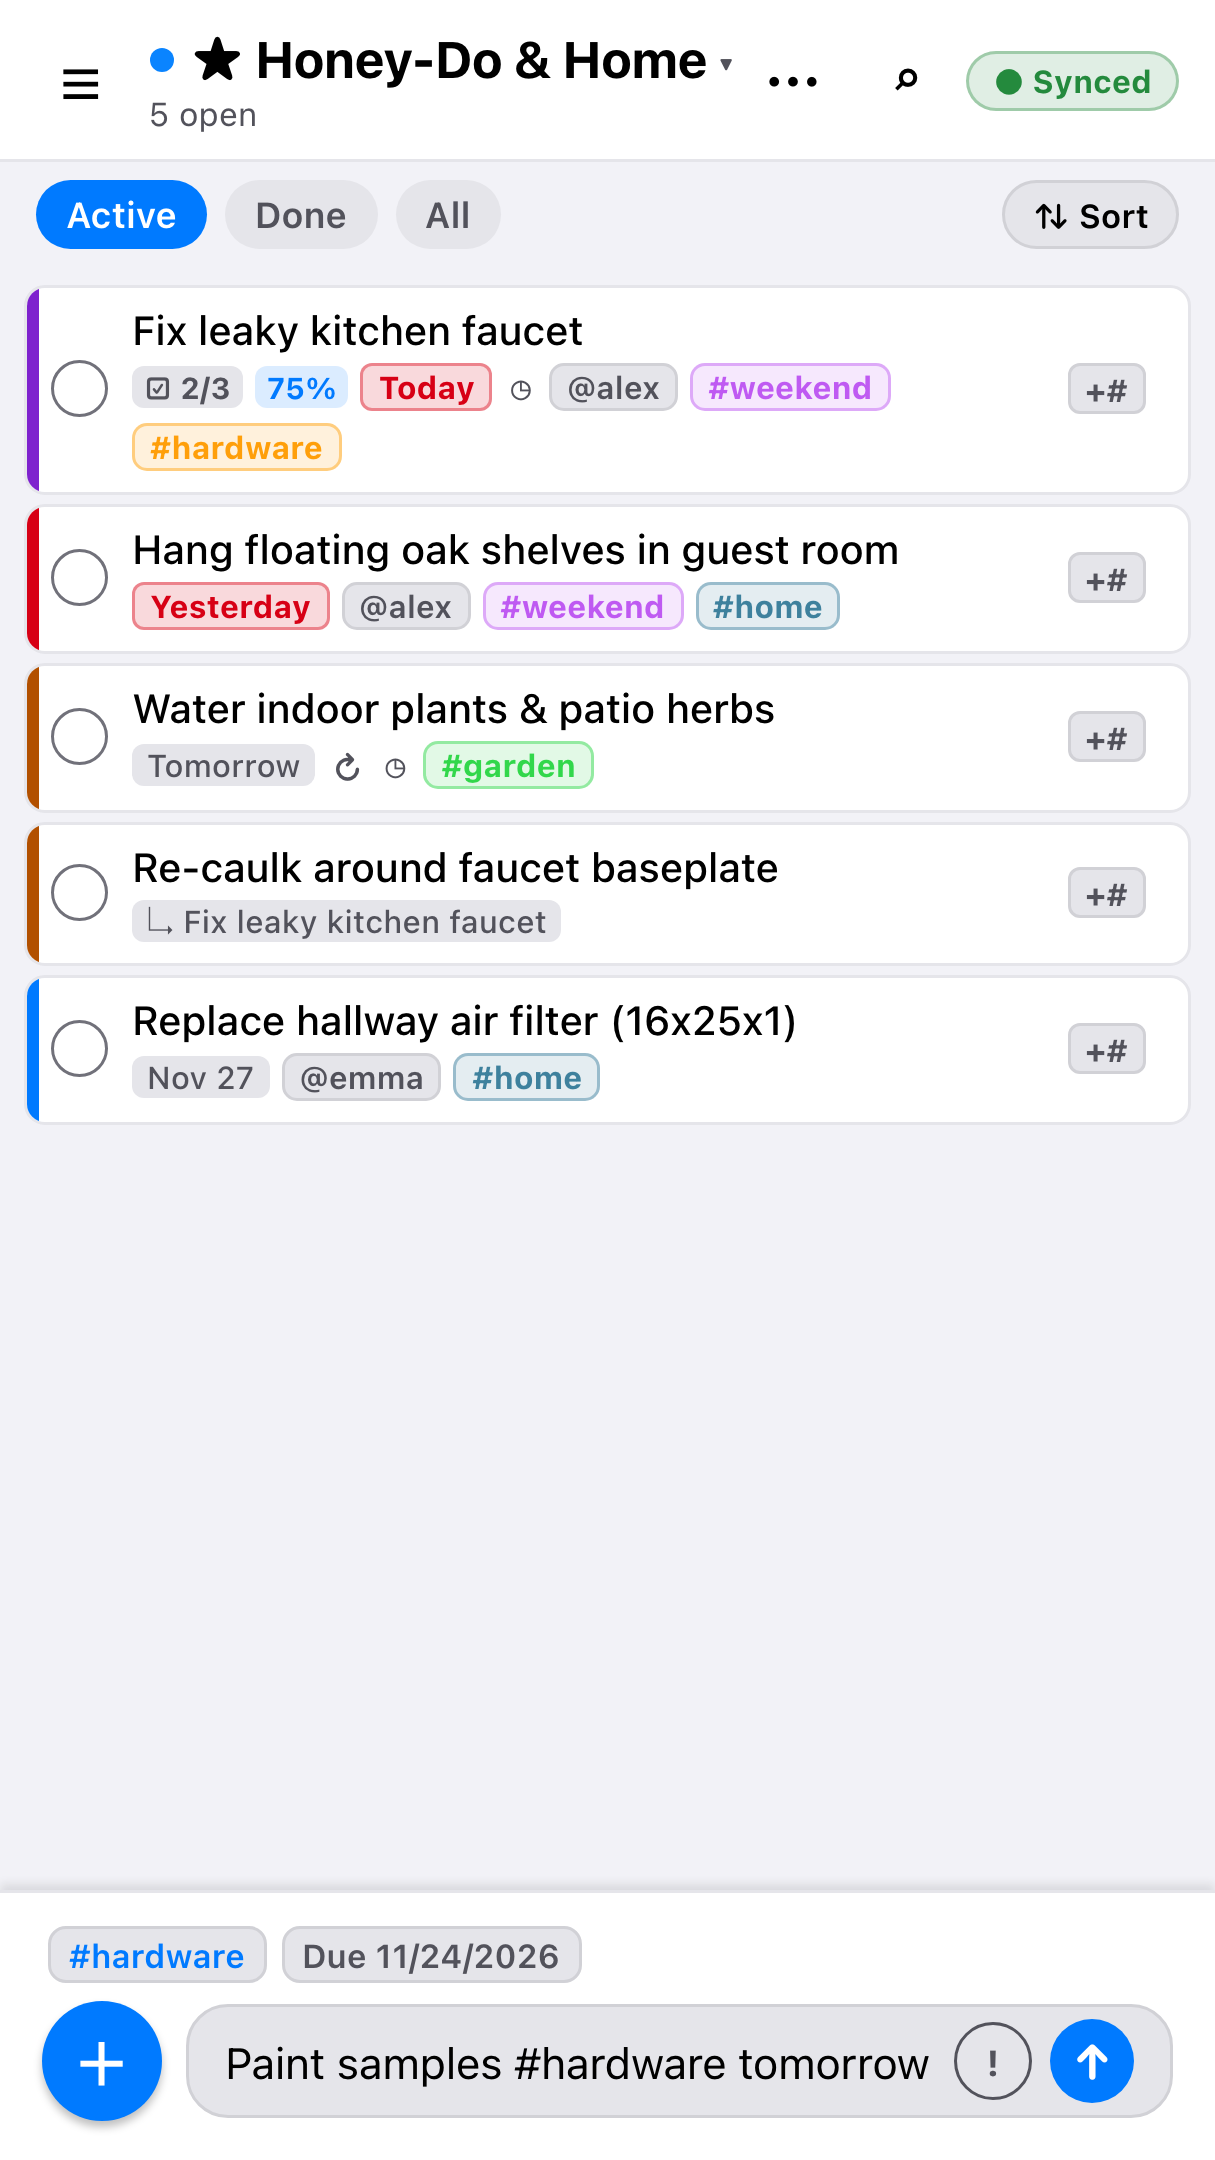 ★ Honey-Do & Home ▾
5 open
Synced
Active
Done
All
Sort
Fix leaky kitchen faucet
2/3 75% Today @alex #weekend
#hardware
+#
Hang floating oak shelves in guest room
Yesterday @alex #weekend #home
+#
Water indoor plants & patio herbs
Tomorrow #garden
+#
Re-caulk around faucet baseplate
Fix leaky kitchen faucet
+#
Replace hallway air filter (16x25x1)
Nov 27 @emma #home
+#
#hardware Due 11/24/2026
Paint samples #hardware tomorrow !